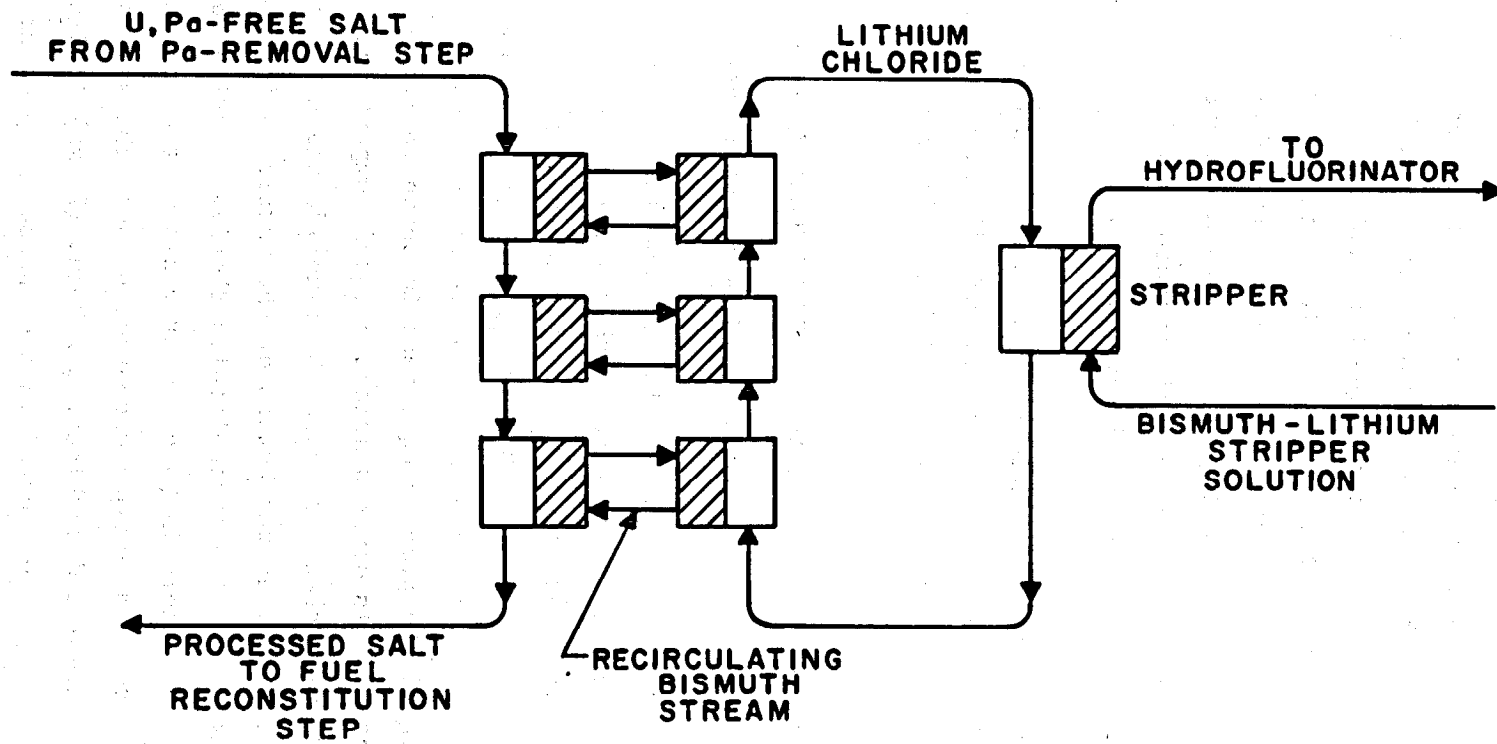 U, Pa-FREE SALT
FROM Pa-REMOVAL STEP
LITHIUM
CHLORIDE
TO
HYDROFLUORINATOR
STRIPPER
BISMUTH-LITHIUM
STRIPPER
SOLUTION
PROCESSED SALT
TO FUEL
RECONSTITUTION
STEP
RECIRCULATING
BISMUTH
STREAM